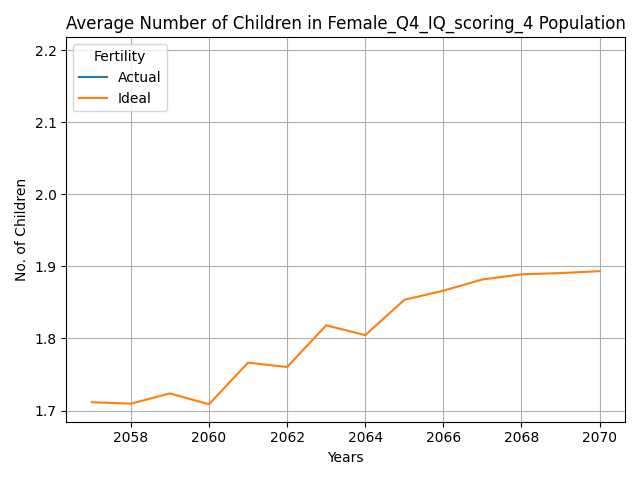 Average Number of Children in Female_Q4_IQ_scoring_4 Population
Fertility
Actual
Ideal
No. of Children
2.2
2.1
2.0
1.9
1.8
1.7
2058 2060 2062 2064 2066 2068 2070
Years